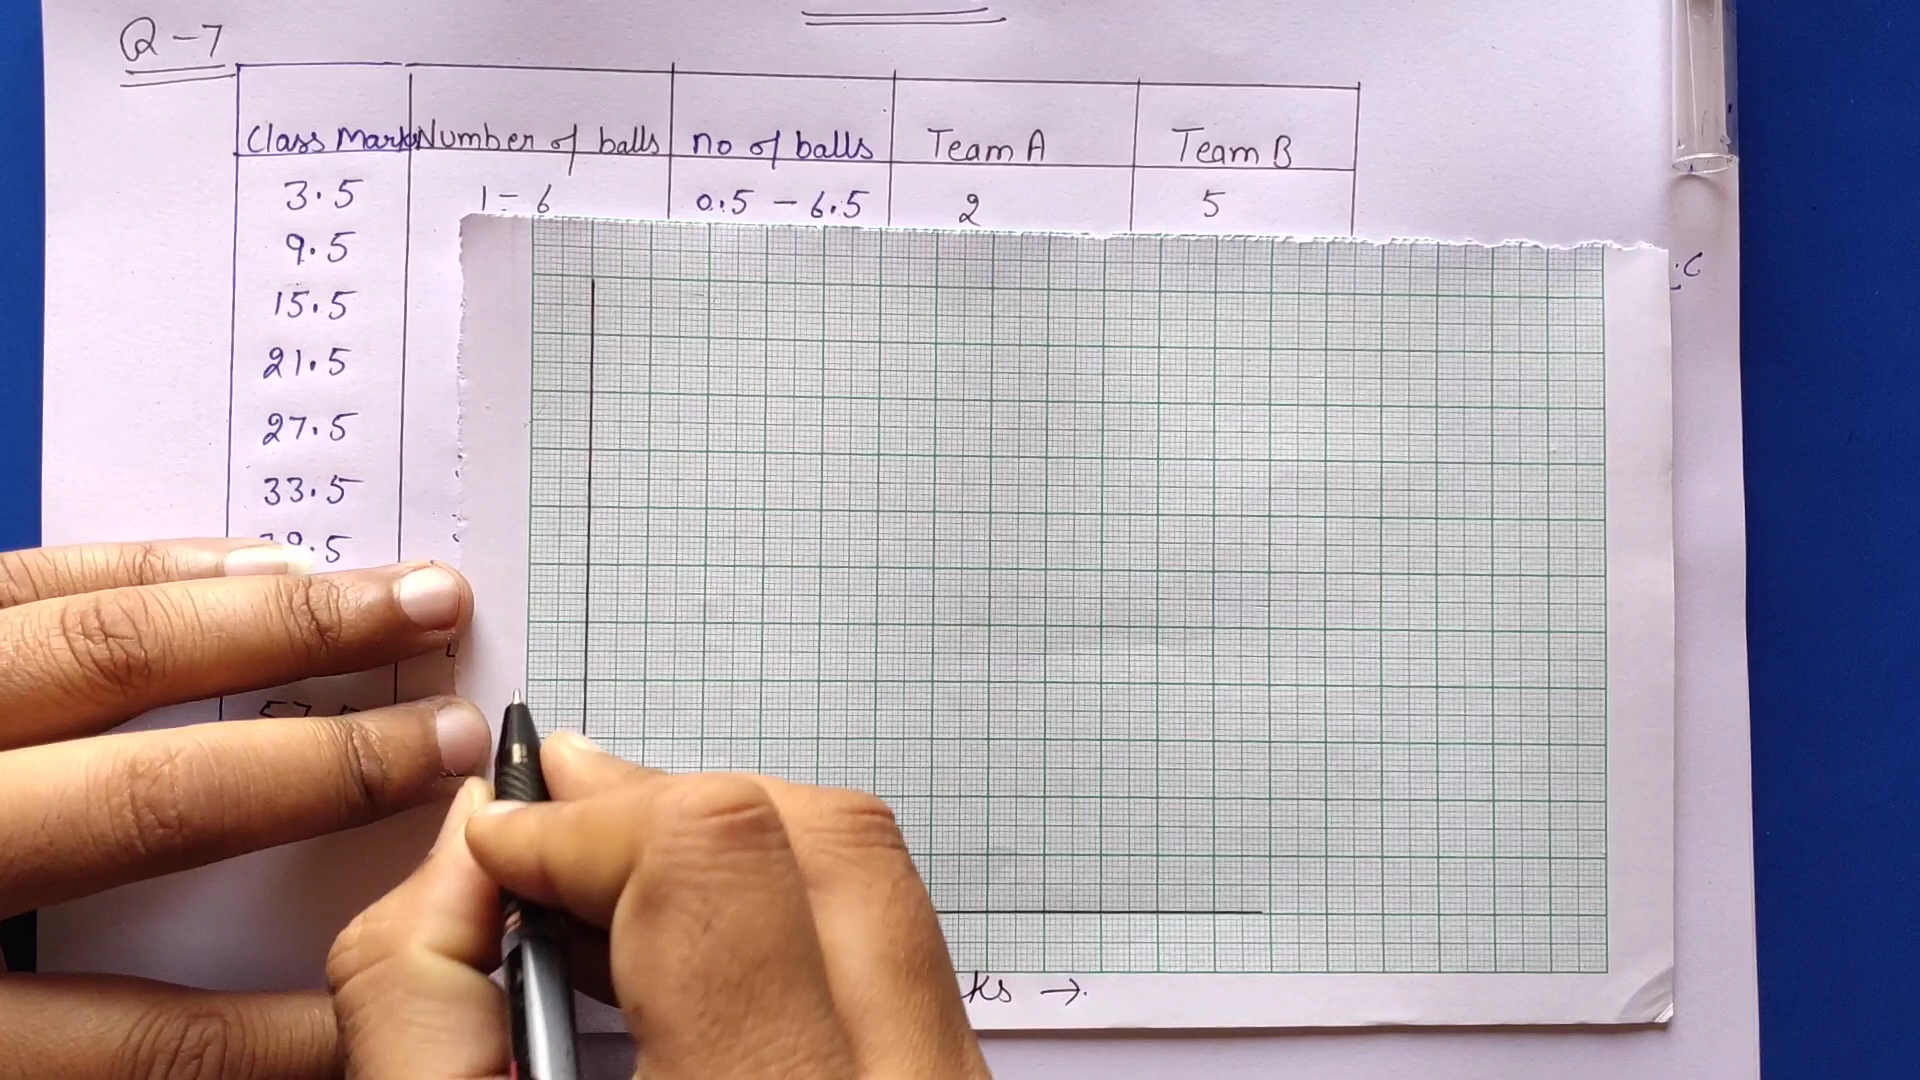 Q-7
Class Marks Number of balls no of balls Team A Team B
3.5 1-6 0.5 - 6.5 2 5
9.5
15.5
21.5
27.5
33.5
39.5